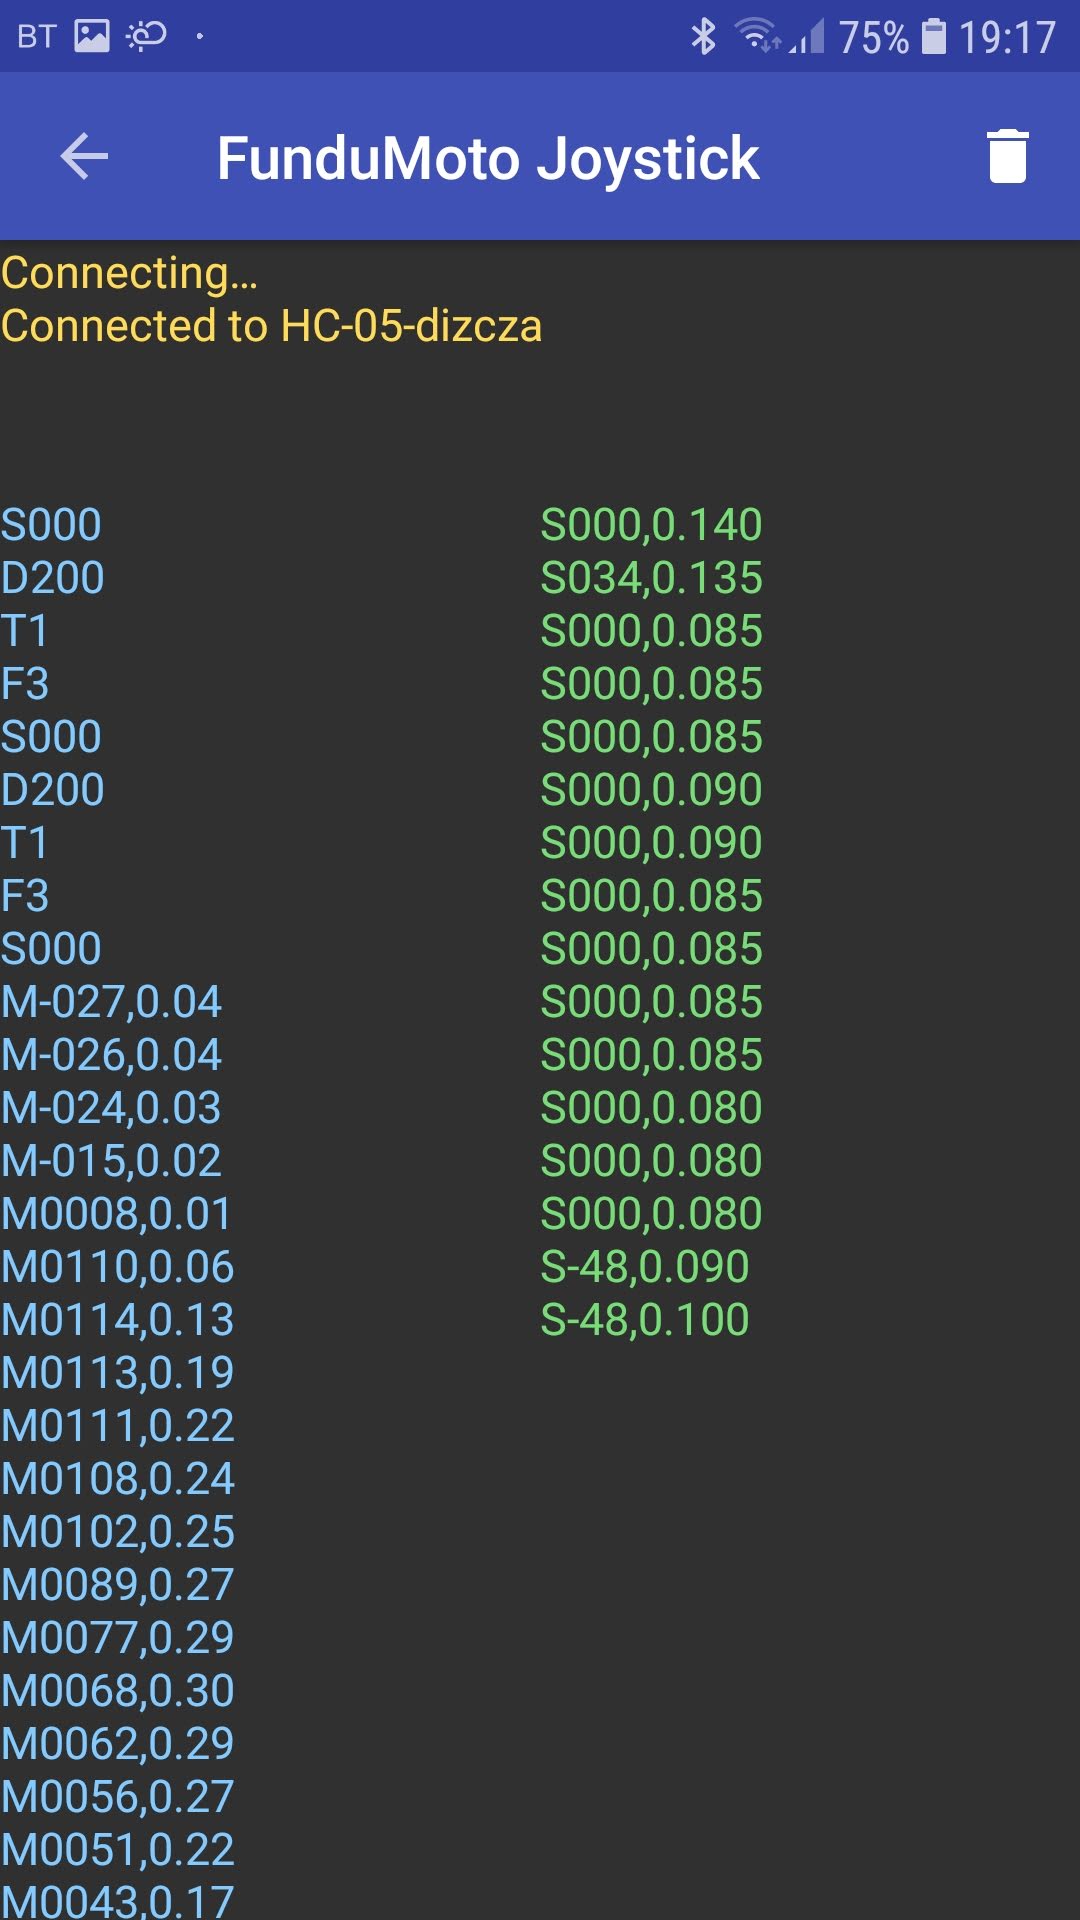 BT 75% 19:17
FunduMoto Joystick
Connecting...
Connected to HC-05-dizcza
S000 S000,0.140
D200 S034,0.135
T1 S000,0.085
F3 S000,0.085
S000 S000,0.085
D200 S000,0.090
T1 S000,0.090
F3 S000,0.085
S000 S000,0.085
M-027,0.04 S000,0.085
M-026,0.04 S000,0.085
M-024,0.03 S000,0.080
M-015,0.02 S000,0.080
M0008,0.01 S000,0.080
M0110,0.06 S-48,0.090
M0114,0.13 S-48,0.100
M0113,0.19
M0111,0.22
M0108,0.24
M0102,0.25
M0089,0.27
M0077,0.29
M0068,0.30
M0062,0.29
M0056,0.27
M0051,0.22
M0043,0.17